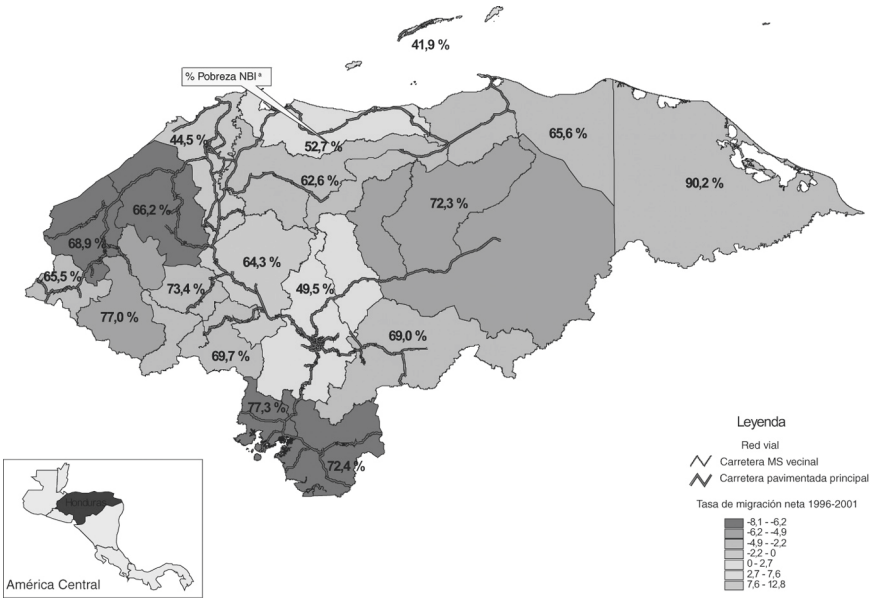 41,9 %
% Pobreza NBI ª
44,5 %
52,7 %
65,6 %
62,6 %
90,2 %
66,2 %
72,3 %
68,9 %
64,3 %
65,5 %
73,4 %
49,5 %
77,0 %
69,0 %
69,7 %
77,3 %
72,4 %
Leyenda
Red vial
Carretera MS vecinal
Carretera pavimentada principal
Tasa de migración neta 1996-2001
-8,1 - -6,2
-6,2 - -4,9
-4,9 - -2,2
-2,2 - 0
0 - 2,7
2,7 - 7,6
7,6 - 12,8
Honduras
América Central